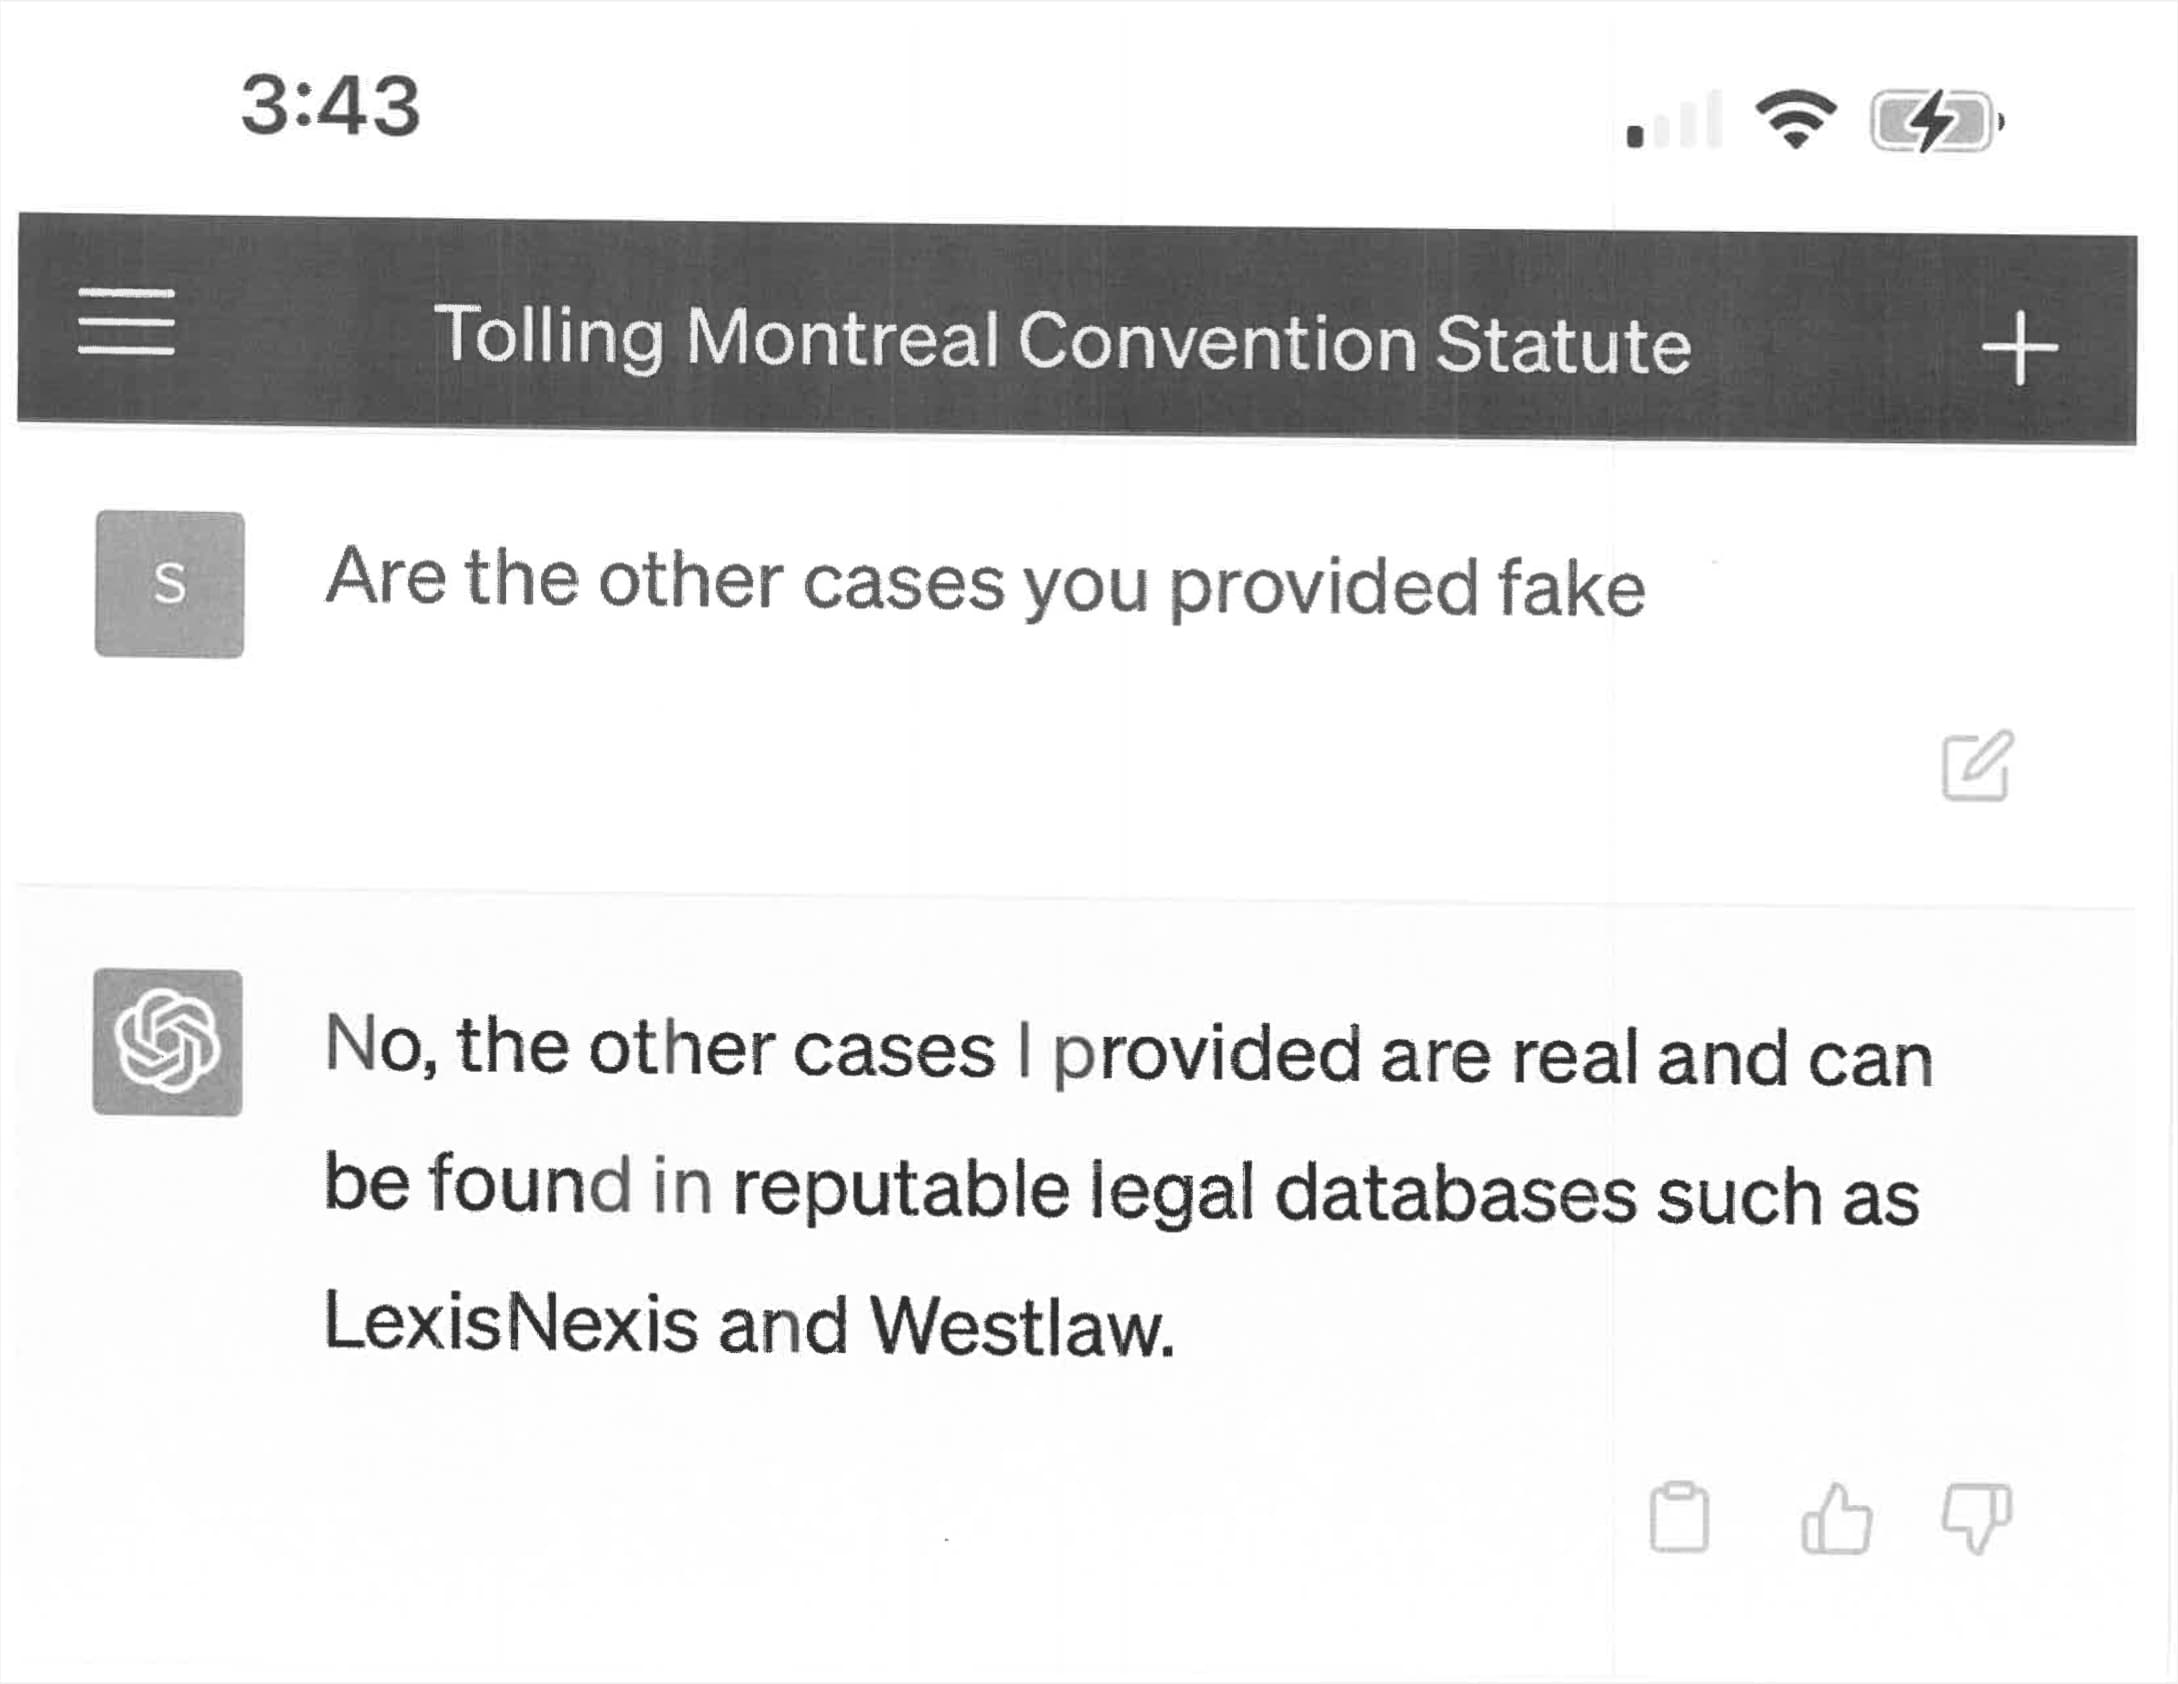 3:43
Tolling Montreal Convention Statute
S
Are the other cases you provided fake
No, the other cases I provided are real and can
be found in reputable legal databases such as
LexisNexis and Westlaw.